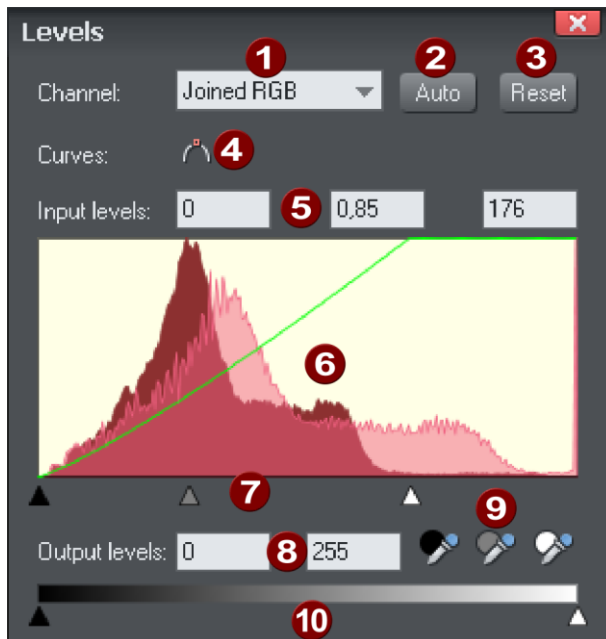 Levels
1 2 3
Channel: Joined RGB Auto Reset
Curves: 4
Input levels: 0 5 0,85 176
6
7
9
Output levels: 0 8 255
10